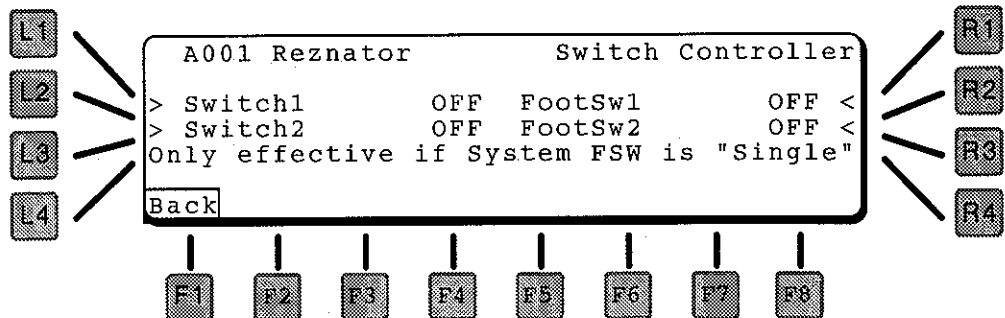 L1
L2
L3
L4
A001 Reznator Switch Controller
> Switch1 OFF FootSw1 OFF <
> Switch2 OFF FootSw2 OFF <
Only effective if System FSW is "Single"
Back
R1
R2
R3
R4
F1 F2 F3 F4 F5 F6 F7 F8